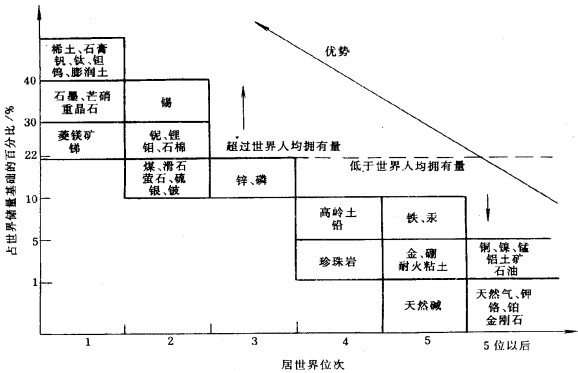 稀土、石膏
钒、钛、钽
钨、膨润土
优势
40
石墨、芒硝
重晶石
锡
30
菱镁矿
锑
铌、锂
钼、石棉
超过世界人均拥有量
22
煤、滑石
萤石、硫
银、铍
锌、磷
低于世界人均拥有量
10
高岭土
铅
铁、汞
5
珍珠岩
金、硼
耐火粘土
铜、镍、锰
铝土矿
石油
1
天然碱
天然气、钾
铬、铂
金刚石
1
2
3
4
5
5位以后
居世界位次
占世界储量基础的百分比/%